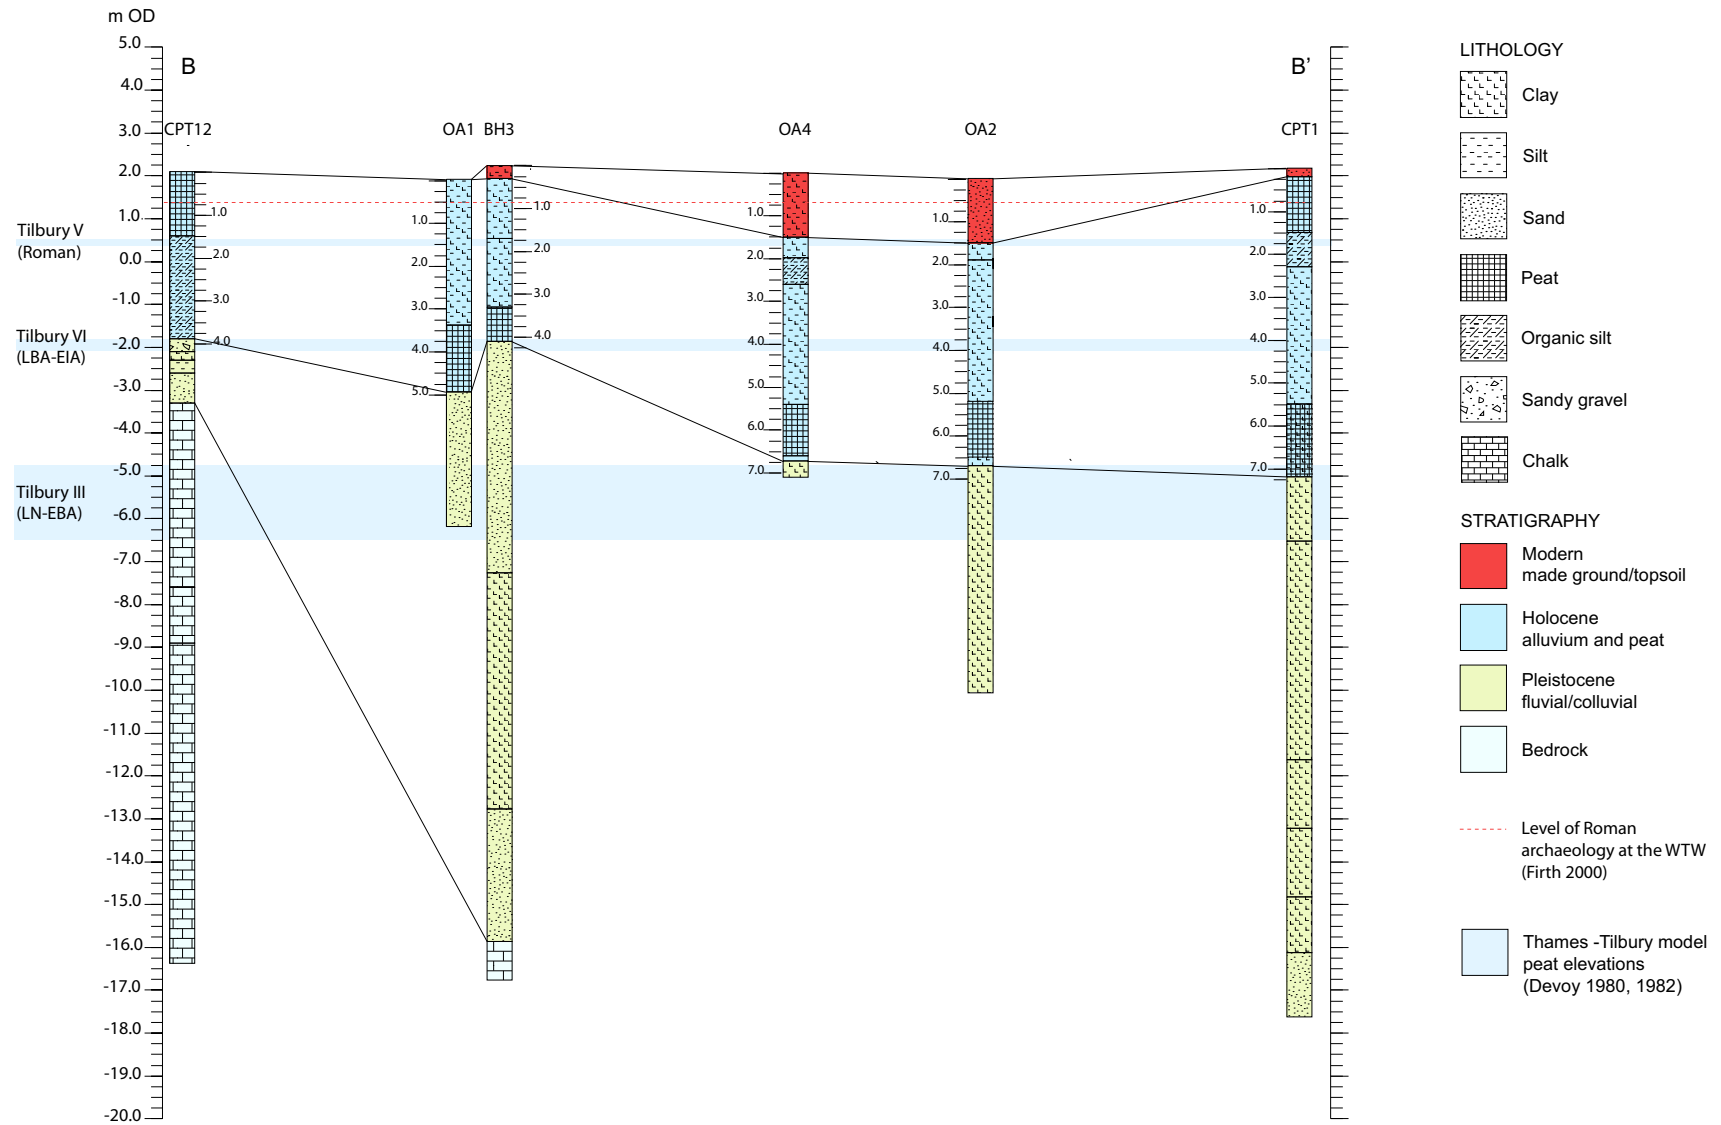 m OD
5.0
4.0
3.0
2.0
1.0
0.0
-1.0
-2.0
-3.0
-4.0
-5.0
-6.0
-7.0
-8.0
-9.0
-10.0
-11.0
-12.0
-13.0
-14.0
-15.0
-16.0
-17.0
-18.0
-19.0
-20.0
B
B’
Tilbury V
(Roman)
Tilbury VI
(LBA-EIA)
Tilbury III
(LN-EBA)
CPT12
1.0
2.0
3.0
4.0
OA1
1.0
2.0
3.0
4.0
5.0
BH3
1.0
2.0
3.0
4.0
OA4
1.0
2.0
3.0
4.0
5.0
6.0
7.0
OA2
1.0
2.0
3.0
4.0
5.0
6.0
7.0
CPT1
1.0
2.0
3.0
4.0
5.0
6.0
7.0
LITHOLOGY
Clay
Silt
Sand
Peat
Organic silt
Sandy gravel
Chalk
STRATIGRAPHY
Modern
made ground/topsoil
Holocene
alluvium and peat
Pleistocene
fluvial/colluvial
Bedrock
Level of Roman
archaeology at the WTW
(Firth 2000)
Thames -Tilbury model
peat elevations
(Devoy 1980, 1982)